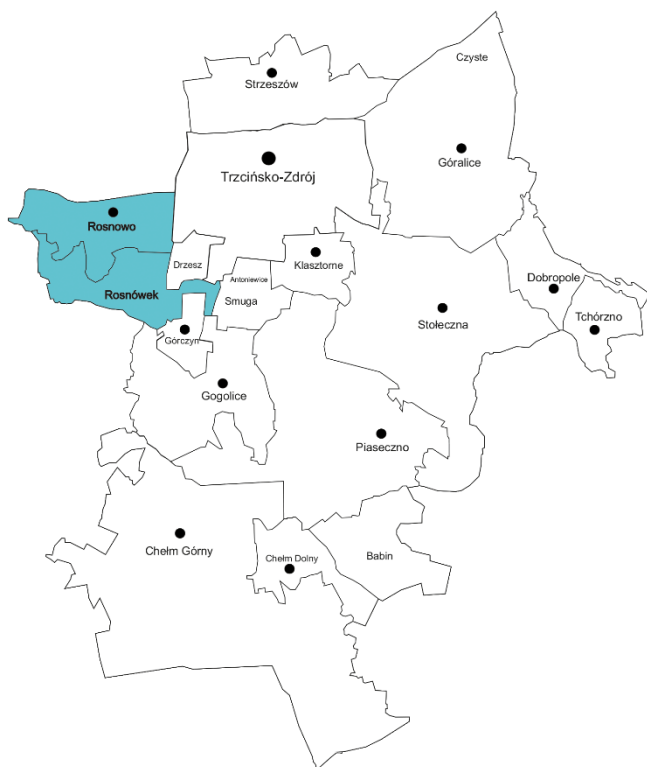 Czyste
Strzeszów
Góralice
Trzcińsko-Zdrój
Rosnowo
Drzesz
Klasztorne
Antoniewice
Dobropole
Rosnówek
Smuga
Tchórzno
Stołeczna
Górczyn
Gogolice
Piaseczno
Chełm Górny
Chełm Dolny
Babin